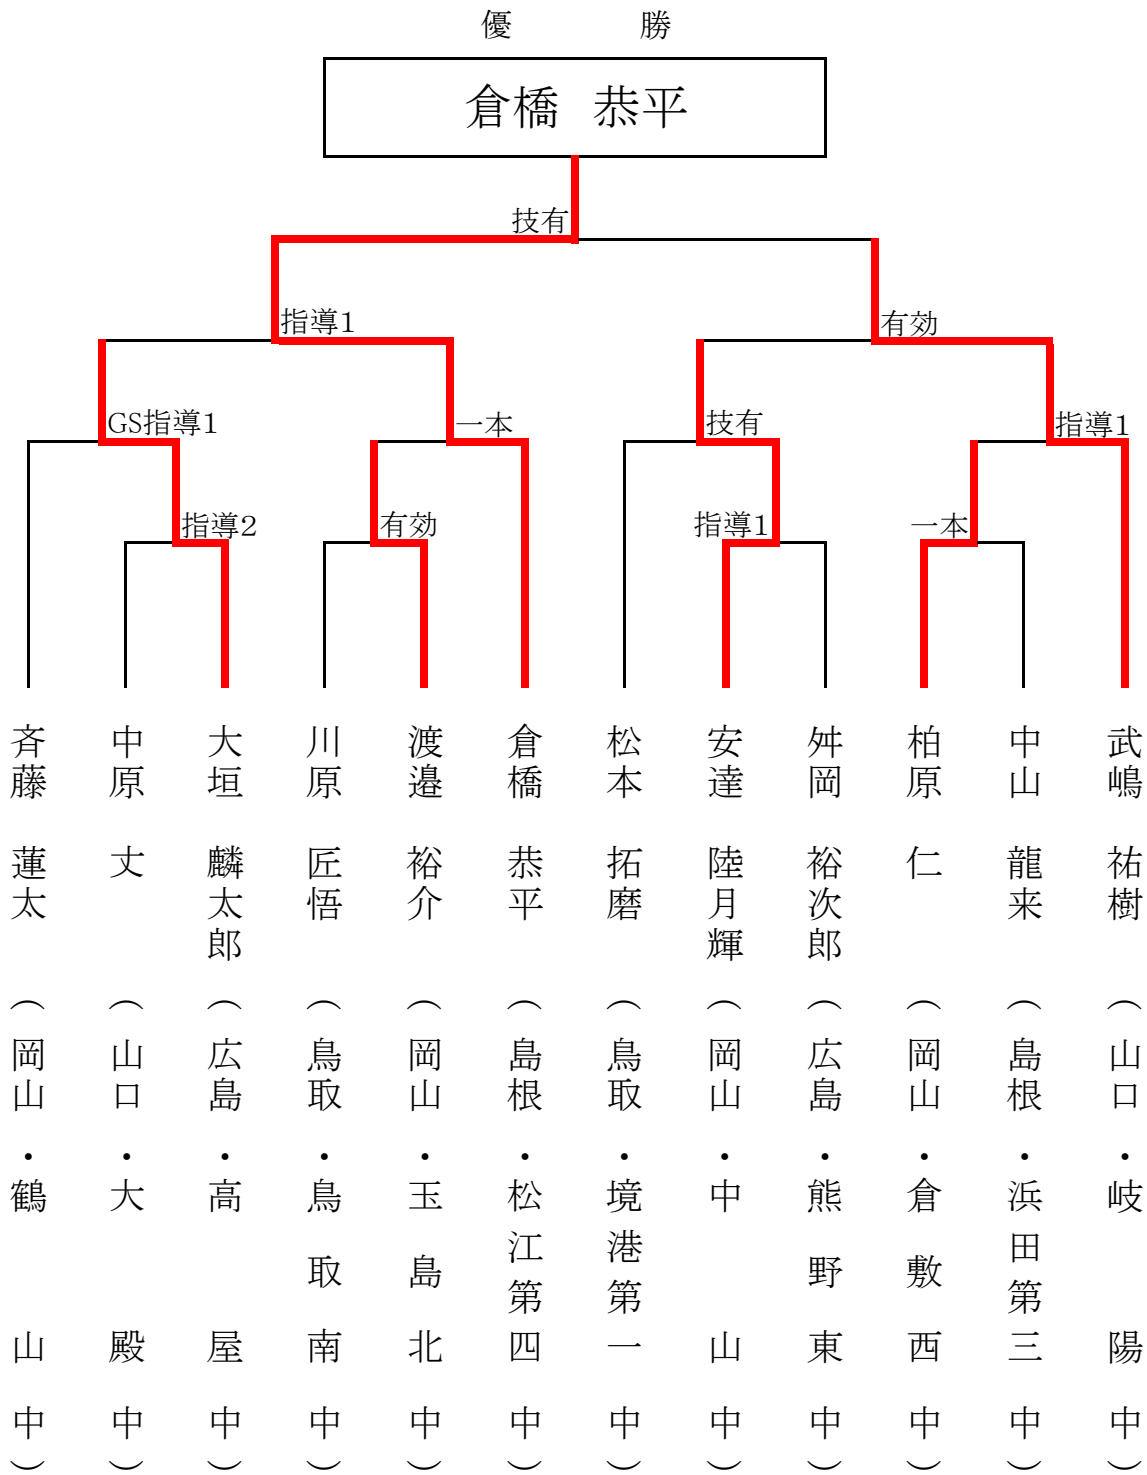 優　勝
倉橋　恭平
技有
指導1
有効
GS指導1
一本
技有
指導1
指導2
有効
指導1
一本
斉藤　蓮太（岡山・鶴山中）
中原　丈（山口・大殿中）
大垣　麟太郎（広島・高屋中）
川原　匠悟（鳥取・鳥取南中）
渡邉　裕介（岡山・玉島北中）
倉橋　恭平（島根・松江第四中）
松本　拓磨（鳥取・境港第一中）
安達　陸月輝（岡山・中山中）
舛岡　裕次郎（広島・熊野東中）
柏原　仁（岡山・倉敷西中）
中山　龍来（島根・浜田第三中）
武嶋　祐樹（山口・岐陽中）